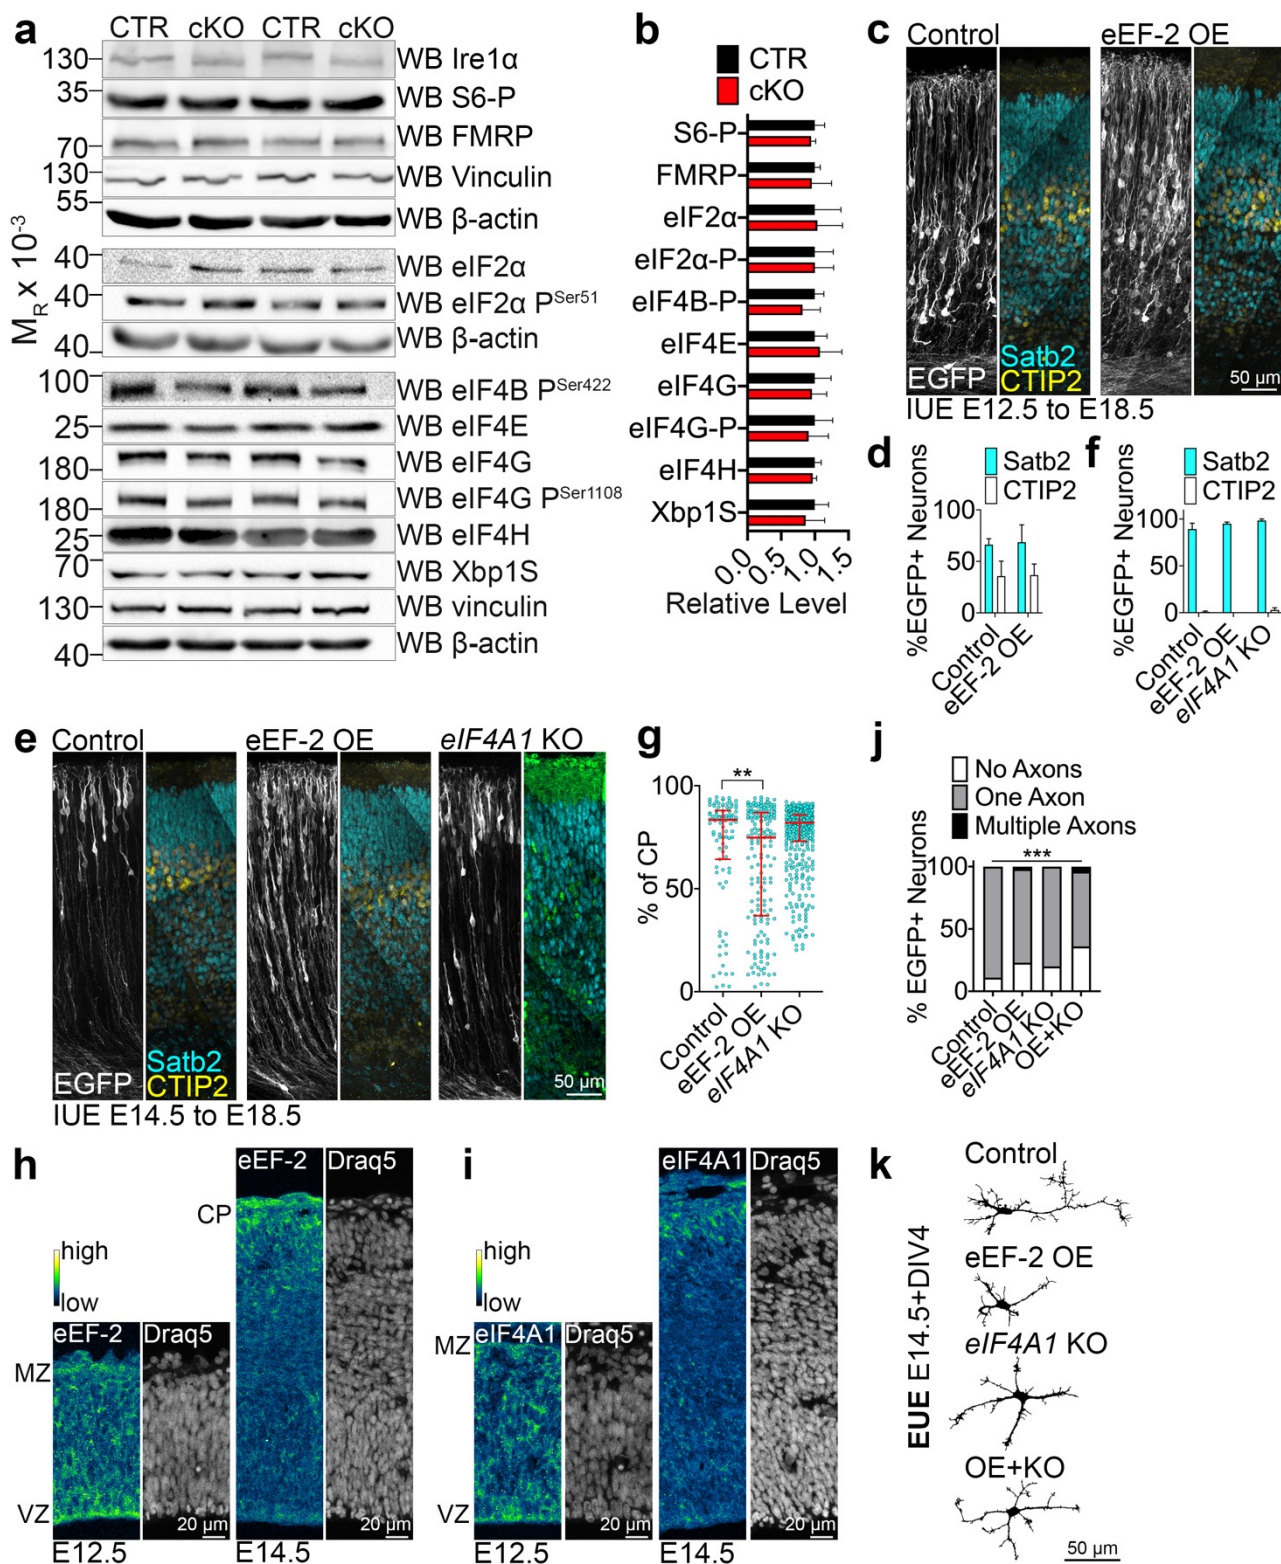 a
CTR cKO CTR cKO
M_R x 10^-3
130 WB Ire1α
35 WB S6-P
70 WB FMRP
130 WB Vinculin
55 WB β-actin
40 WB eIF2α
40 WB eIF2α P^Ser51
40 WB β-actin
100 WB eIF4B P^Ser422
25 WB eIF4E
180 WB eIF4G
180 WB eIF4G P^Ser1108
25 WB eIF4H
70 WB Xbp1S
130 WB vinculin
40 WB β-actin
b
CTR
cKO
S6-P
FMRP
eIF2α
eIF2α-P
eIF4B-P
eIF4E
eIF4G
eIF4G-P
eIF4H
Xbp1S
0.0 0.5 1.0 1.5
Relative Level
c
Control eEF-2 OE
EGFP Satb2 CTIP2 50 µm
IUE E12.5 to E18.5
d
Satb2
CTIP2
%EGFP+ Neurons
100
50
0
Control eEF-2 OE
f
Satb2
CTIP2
%EGFP+ Neurons
100
50
0
Control eEF-2 OE eIF4A1 KO
e
Control eEF-2 OE eIF4A1 KO
EGFP Satb2 CTIP2 50 µm
IUE E14.5 to E18.5
g
% of CP
100
50
0
**
Control eEF-2 OE eIF4A1 KO
j
No Axons
One Axon
Multiple Axons
***
% EGFP+ Neurons
100
50
0
Control eEF-2 OE eIF4A1 KO OE+KO
h
eEF-2 Draq5
CP
high
low
eEF-2 Draq5
MZ
VZ
20 µm 20 µm
E12.5 E14.5
i
eIF4A1 Draq5
high
low
eIF4A1 Draq5
MZ
VZ
20 µm 20 µm
E12.5 E14.5
k
EUE E14.5+DIV4
Control
eEF-2 OE
eIF4A1 KO
OE+KO
50 µm